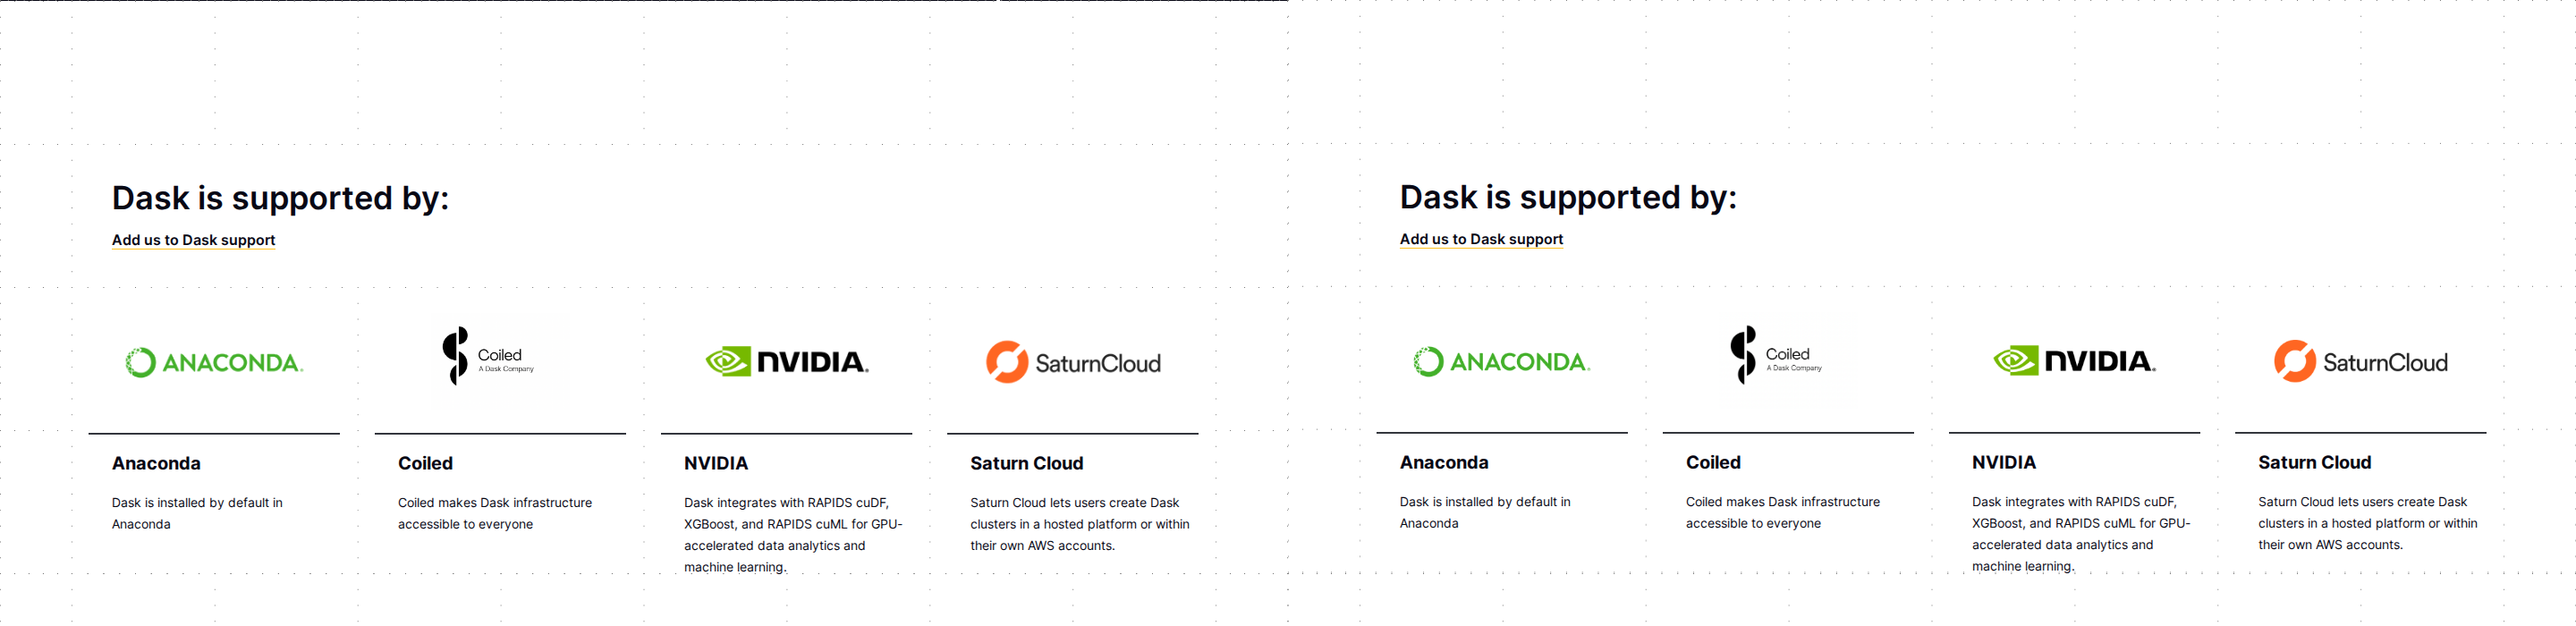 Dask is supported by:
Add us to Dask support
ANACONDA.
Coiled
A Dask Company
NVIDIA.
SaturnCloud
Anaconda
Dask is installed by default in
Anaconda
Coiled
Coiled makes Dask infrastructure
accessible to everyone
NVIDIA
Dask integrates with RAPIDS cuDF,
XGBoost, and RAPIDS cuML for GPU-
accelerated data analytics and
machine learning.
Saturn Cloud
Saturn Cloud lets users create Dask
clusters in a hosted platform or within
their own AWS accounts.
Dask is supported by:
Add us to Dask support
ANACONDA.
Coiled
A Dask Company
NVIDIA.
SaturnCloud
Anaconda
Dask is installed by default in
Anaconda
Coiled
Coiled makes Dask infrastructure
accessible to everyone
NVIDIA
Dask integrates with RAPIDS cuDF,
XGBoost, and RAPIDS cuML for GPU-
accelerated data analytics and
machine learning.
Saturn Cloud
Saturn Cloud lets users create Dask
clusters in a hosted platform or within
their own AWS accounts.